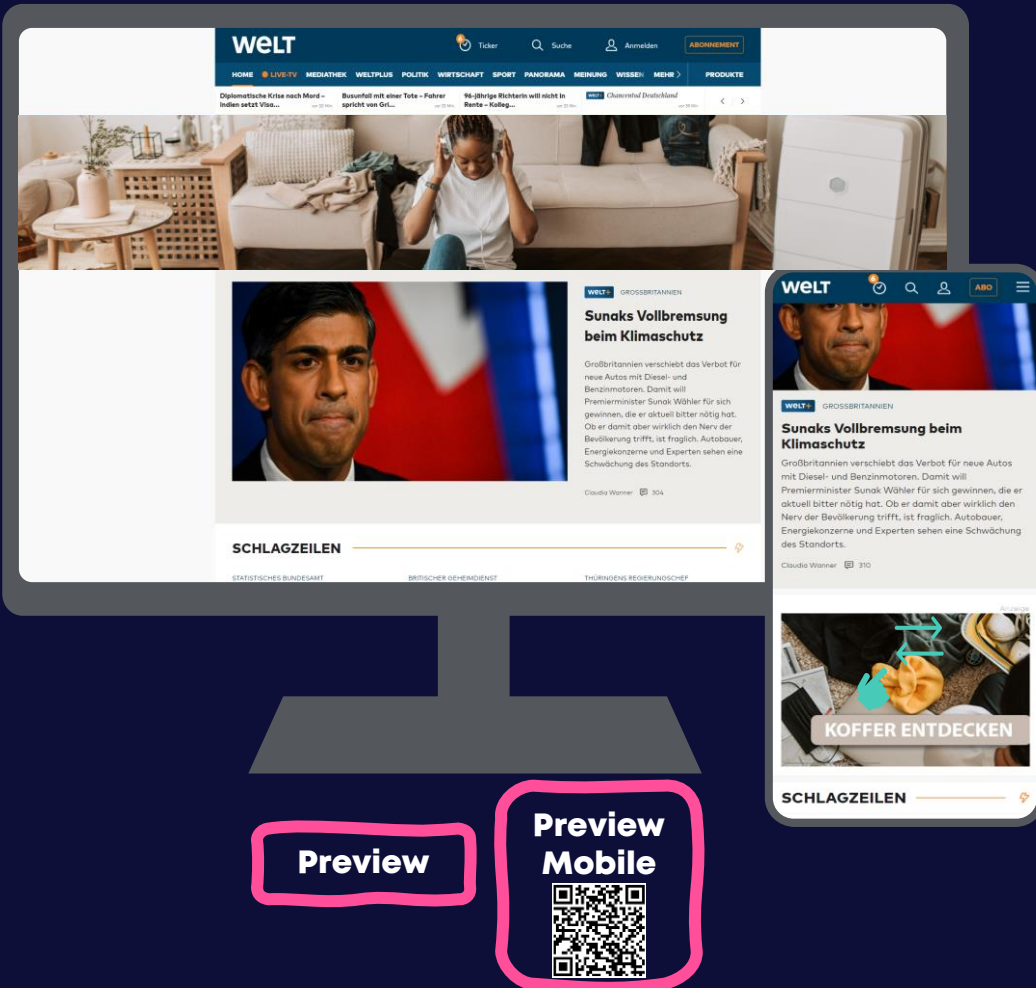 WELT
6
Ticker
Suche
Anmelden
ABONNEMENT
HOME LIVE-TV MEDIATHEK WELTPLUS POLITIK WIRTSCHAFT SPORT PANORAMA MEINUNG WISSEN MEHR PRODUKTE
Diplomatische Krise nach Mord –
Indien setzt Visa...
Busunfall mit einer Tote – Fahrer
spricht von Gri...
96-jährige Richterin will nicht in
Rente – Kolleg...
WELT+ Chancental Deutschland
WELT+ GROSSBRITANNIEN
Sunaks Vollbremsung
beim Klimaschutz
Großbritannien verschiebt das Verbot für
neue Autos mit Diesel- und
Benzinmotoren. Damit will
Premierminister Sunak Wähler für sich
gewinnen, die er aktuell bitter nötig hat.
Ob er damit aber wirklich den Nerv der
Bevölkerung trifft, ist fraglich. Autobauer,
Energiekonzerne und Experten sehen eine
Schwächung des Standorts.
Claudia Wanner 304
SCHLAGZEILEN
STATISTISCHES BUNDESAMT
BRITISCHER GEHEIMDIENST
THÜRINGENS REGIERUNGSCHEF
WELT
6
ABO
WELT+ GROSSBRITANNIEN
Sunaks Vollbremsung beim
Klimaschutz
Großbritannien verschiebt das Verbot für neue Autos
mit Diesel- und Benzinmotoren. Damit will
Premierminister Sunak Wähler für sich gewinnen, die er
aktuell bitter nötig hat. Ob er damit aber wirklich den
Nerv der Bevölkerung trifft, ist fraglich. Autobauer,
Energiekonzerne und Experten sehen eine Schwächung
des Standorts.
Claudia Wanner 310
Anzeige
KOFFER ENTDECKEN
SCHLAGZEILEN
Preview
Preview
Mobile